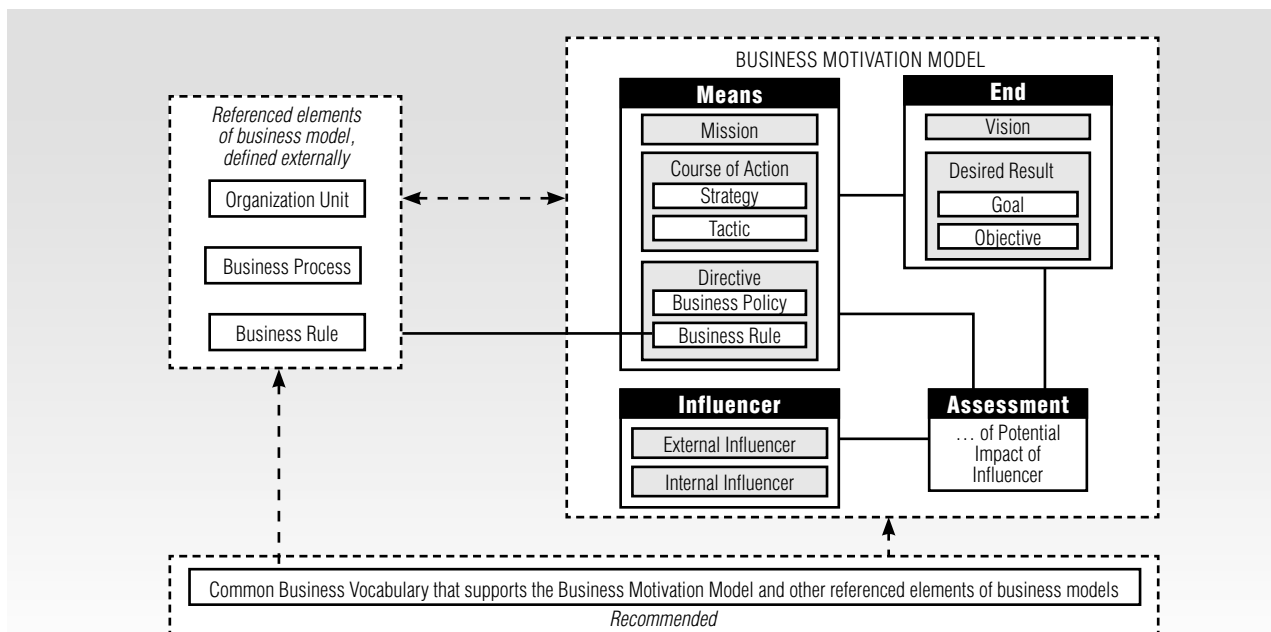 BUSINESS MOTIVATION MODEL
Referenced elements
of business model,
defined externally
Organization Unit
Business Process
Business Rule
Means
Mission
Course of Action
Strategy
Tactic
Directive
Business Policy
Business Rule
End
Vision
Desired Result
Goal
Objective
Influencer
External Influencer
Internal Influencer
Assessment
… of Potential
Impact of
Influencer
Common Business Vocabulary that supports the Business Motivation Model and other referenced elements of business models
Recommended